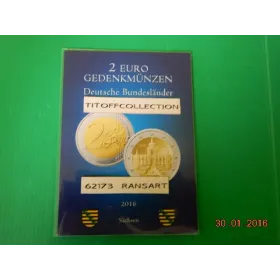 2 EURO
GEDENKMÜNZEN
Deutsche Bundesländer
TITOFFCOLLECTION
62173 RANSART
2016
Sachsen
30.01.2016